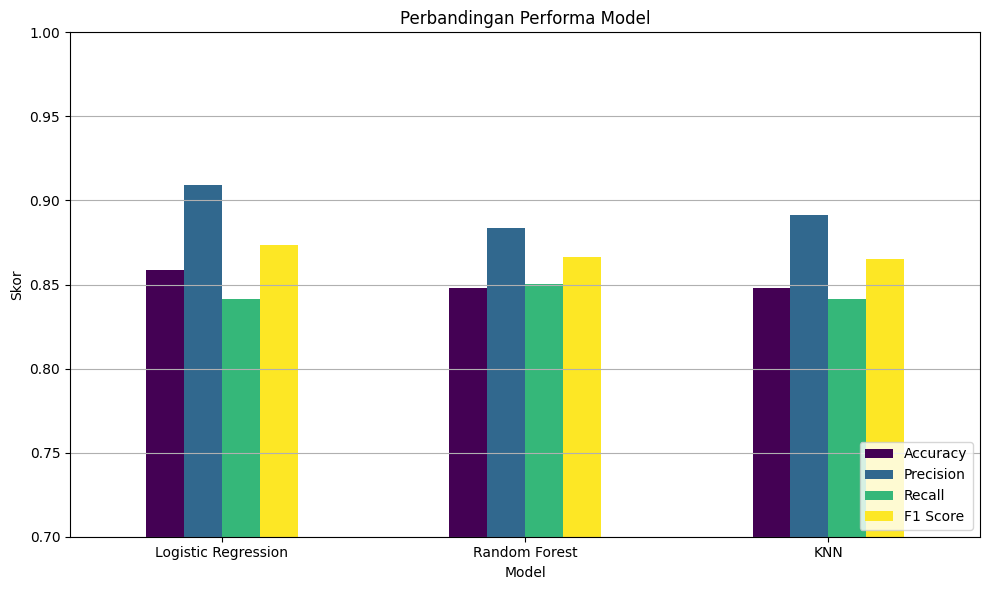 Perbandingan Performa Model
1.00
0.95
0.90
0.85
0.80
0.75
0.70
Skor
Logistic Regression
Random Forest
KNN
Model
Accuracy
Precision
Recall
F1 Score